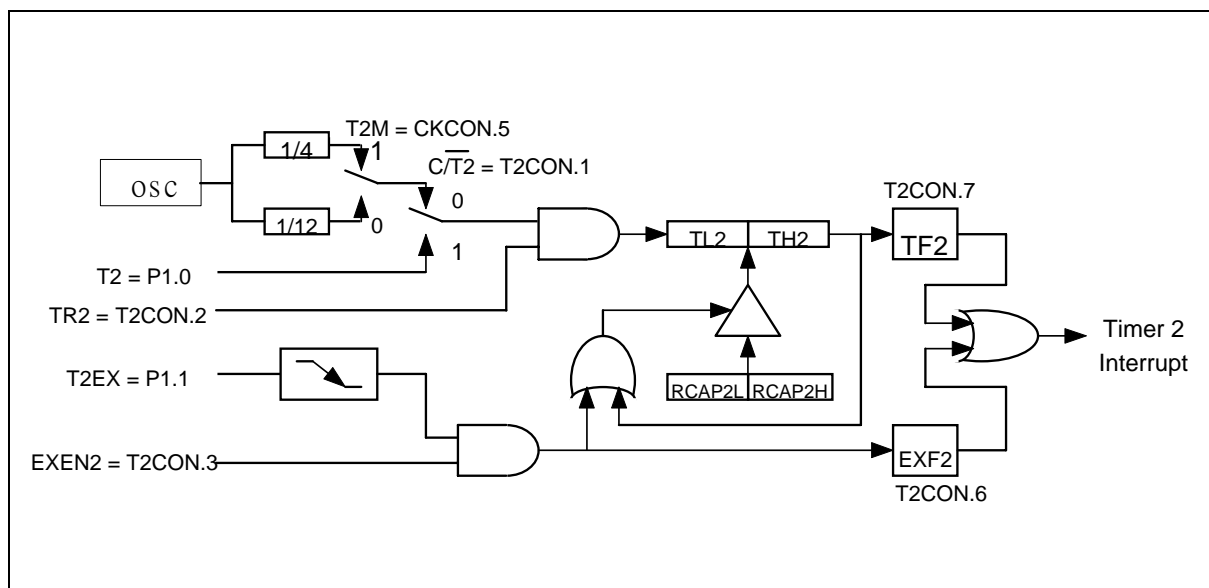 T2M = CKCON.5
1/4
1
C/T2 = T2CON.1
osc
0
T2CON.7
1/12
0
TL2
TH2
TF2
1
T2 = P1.0
TR2 = T2CON.2
Timer 2
Interrupt
T2EX = P1.1
RCAP2L
RCAP2H
EXEN2 = T2CON.3
EXF2
T2CON.6